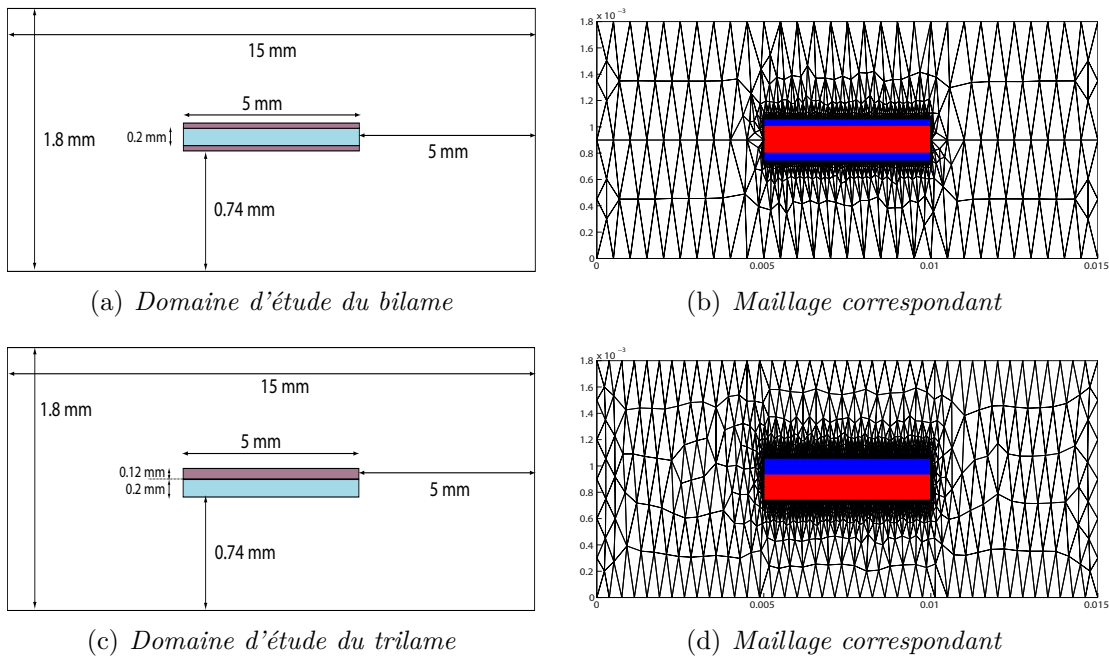 15 mm
5 mm
1.8 mm
0.2 mm
5 mm
0.74 mm
(a) Domaine d'étude du bilame
1.8 x 10⁻³
1.6
1.4
1.2
1
0.8
0.6
0.4
0.2
0
0 0.005 0.01 0.015
(b) Maillage correspondant
15 mm
1.8 mm
5 mm
0.12 mm
0.2 mm
5 mm
0.74 mm
(c) Domaine d'étude du trilame
1.8 x 10⁻³
1.6
1.4
1.2
1
0.8
0.6
0.4
0.2
0
0 0.005 0.01 0.015
(d) Maillage correspondant